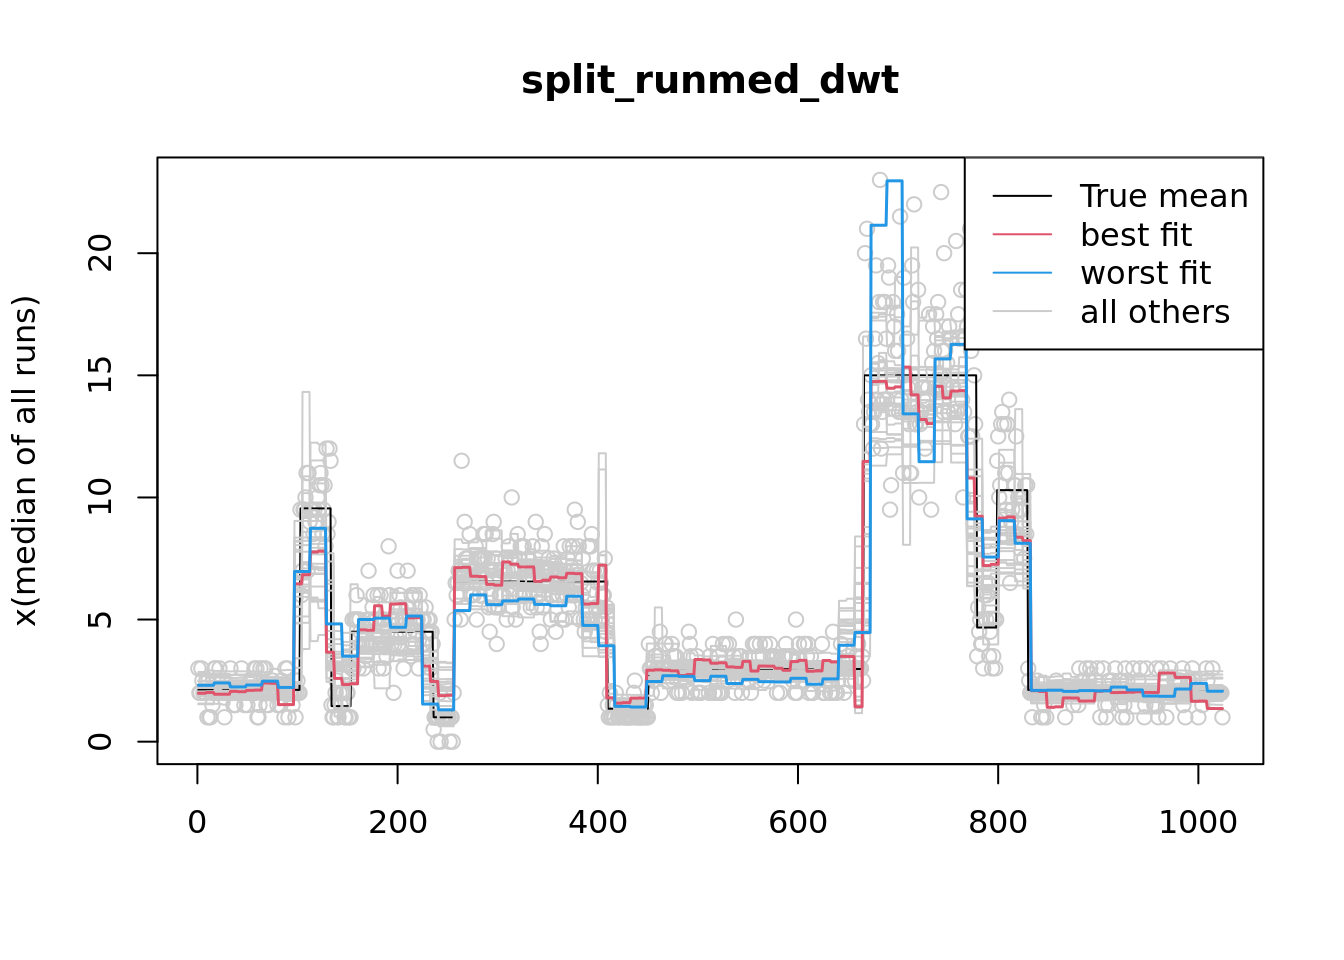 split_runmed_dwt
x(median of all runs)
20
15
10
5
0
True mean
best fit
worst fit
all others
0 200 400 600 800 1000